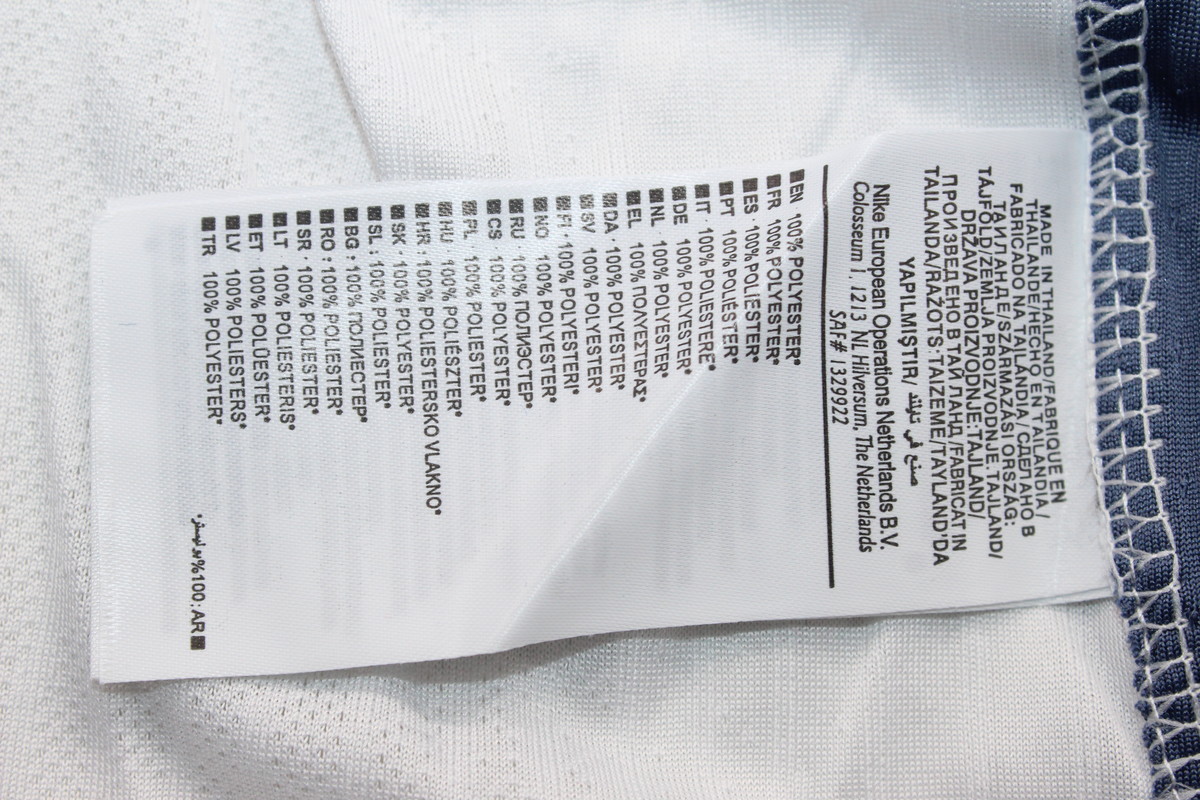 MADE IN THAILAND/FABRIQUE EN
THAILANDE/HECHO EN TAILANDIA/
FABRICADO NA TAILÂNDIA/ СДЕЛАНО В
ТАИЛАНДЕ/SZÁRMAZÁSI ORSZÁG:
TÁJFÖLD/ZEMLJA PROIZVODNJE:TAJLAND/
DRŽAVA PROIZVODNJE:TAJLAND/
ПРОИЗВЕДЕНО В ТАЙЛАНД /FABRICAT IN
TAILANDA/RAŽOTS:TAIZEME/TAYLAND'DA
YAPILMIŞTIR/ صنع في تايلند
Nike European Operations Netherlands B.V.
Colosseum 1, 1213 NL Hilversum, The Netherlands
SAF# 1329922
EN 100% POLYESTER*
FR 100% POLYESTER*
ES · 100% POLIESTER*
PT · 100% POLIÉSTER*
IT · 100% POLIESTERE*
DE 100% POLYESTER*
NL · 100% POLYESTER*
EL · 100% ΠΟΛΥΕΣΤΕΡΑΣ*
DA · 100% POLYESTER*
SV · 100% POLYESTER*
FI · 100% POLYESTERI*
NO 100% POLYESTER*
RU: 100% ПОЛИЭСТЕР*
CS 100% POLYESTER*
PL: 100% POLIESTER*
HU 100% POLIÉSZTER*
HR : 100% POLIESTERSKO VLAKNO*
SK · 100% POLYESTER*
SL : 100% POLIESTER*
BG : 100% ПОЛИЕСТЕР*
RO : 100% POLIESTER*
SR · 100% POLIESTER*
LT 100% POLIESTERIS*
ET 100% POLÜESTER*
LV 100% POLIESTERS*
TR 100% POLYESTER*
AR :100% بوليستر*